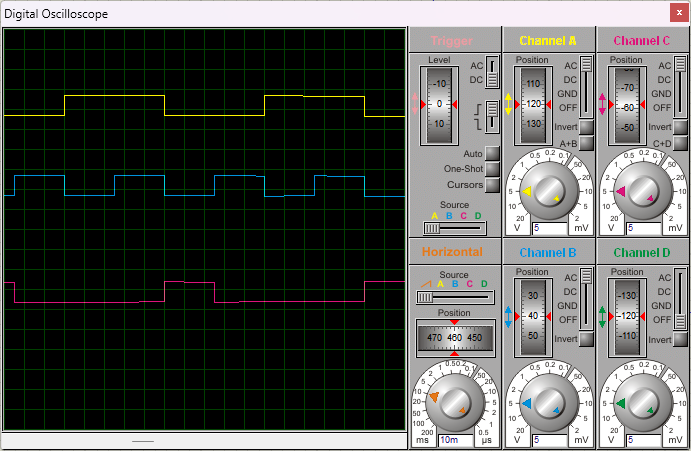 Digital Oscilloscope
x
Trigger
Level
-10
0
10
AC
DC
Auto
One-Shot
Cursors
Source
A B C D
Channel A
Position
110
120
130
AC
DC
GND
OFF
Invert
A+B
1 0.5 0.2 0.1
2 50
5 20
10 10
20 5
2
V 5 mV
Channel C
Position
-60
-50
AC
DC
GND
OFF
Invert
C+D
1 0.5 0.2 0.1
2 50
5 20
10 10
20 5
2
V 5 mV
Horizontal
Source
A B C D
Position
470 460 450
1 0.5 0.2 0.1
2 50
5 20
10 10
20 5
50 2
100 1
200 0.5
ms 10m µs
Channel B
Position
30
40
50
AC
DC
GND
OFF
Invert
1 0.5 0.2 0.1
2 50
5 20
10 10
20 5
2
V 5 mV
Channel D
Position
-130
-120
-110
AC
DC
GND
OFF
Invert
1 0.5 0.2 0.1
2 50
5 20
10 10
20 5
2
V 5 mV